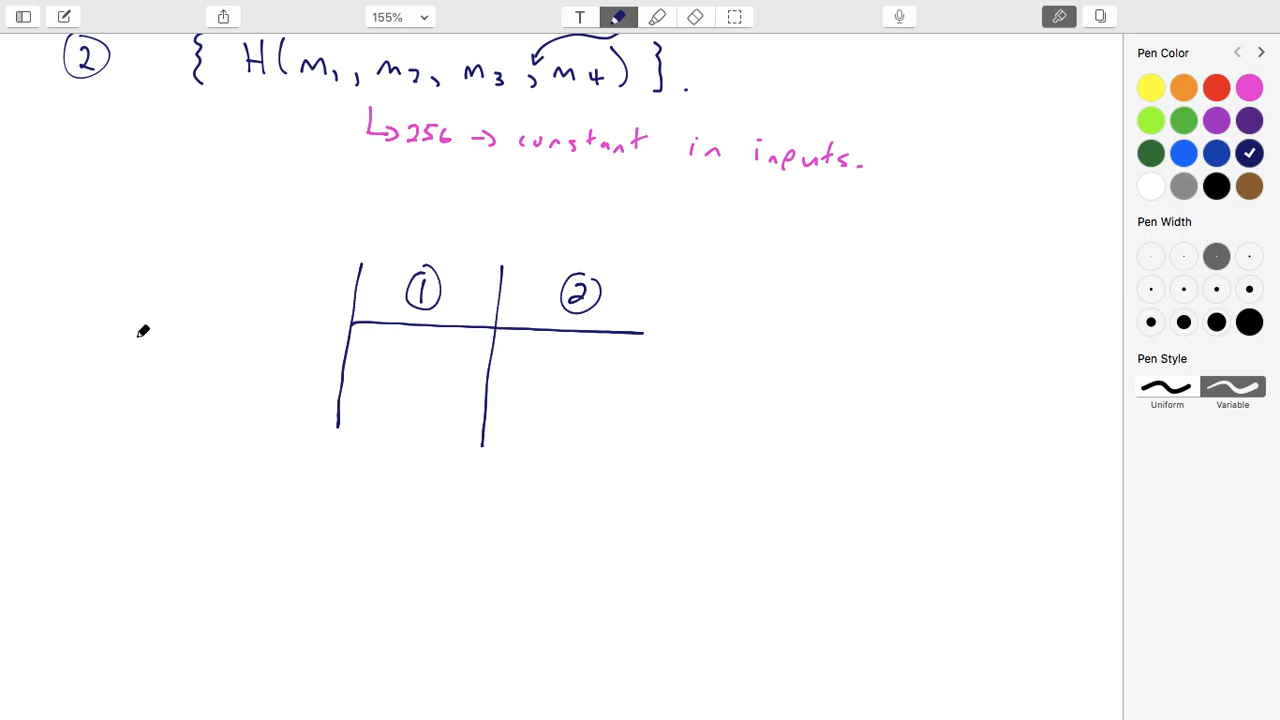 155%
T
② { H(m1, m2, m3, m4) }.
↳ 256 → constant in inputs.
① ②
Pen Color
Pen Width
Pen Style
Uniform Variable